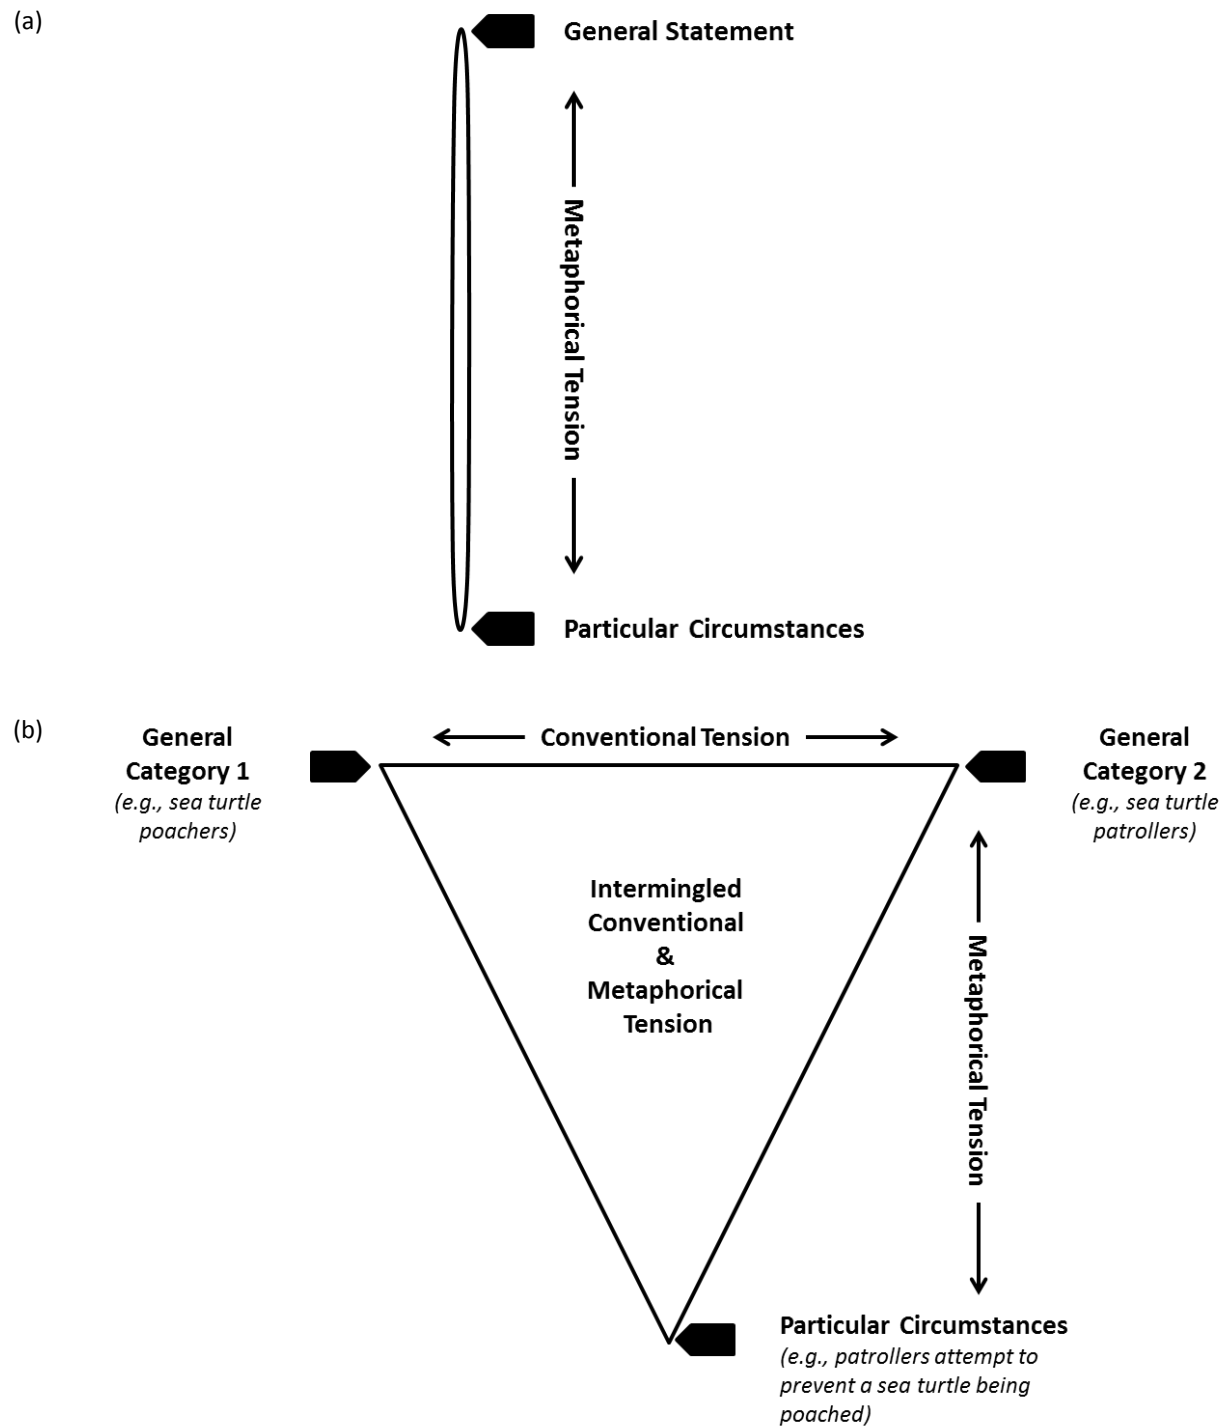 (a)
General Statement
Metaphorical Tension
Particular Circumstances
(b)
General
Category 1
(e.g., sea turtle
poachers)
Conventional Tension
General
Category 2
(e.g., sea turtle
patrollers)
Intermingled
Conventional
&
Metaphorical
Tension
Metaphorical Tension
Particular Circumstances
(e.g., patrollers attempt to
prevent a sea turtle being
poached)